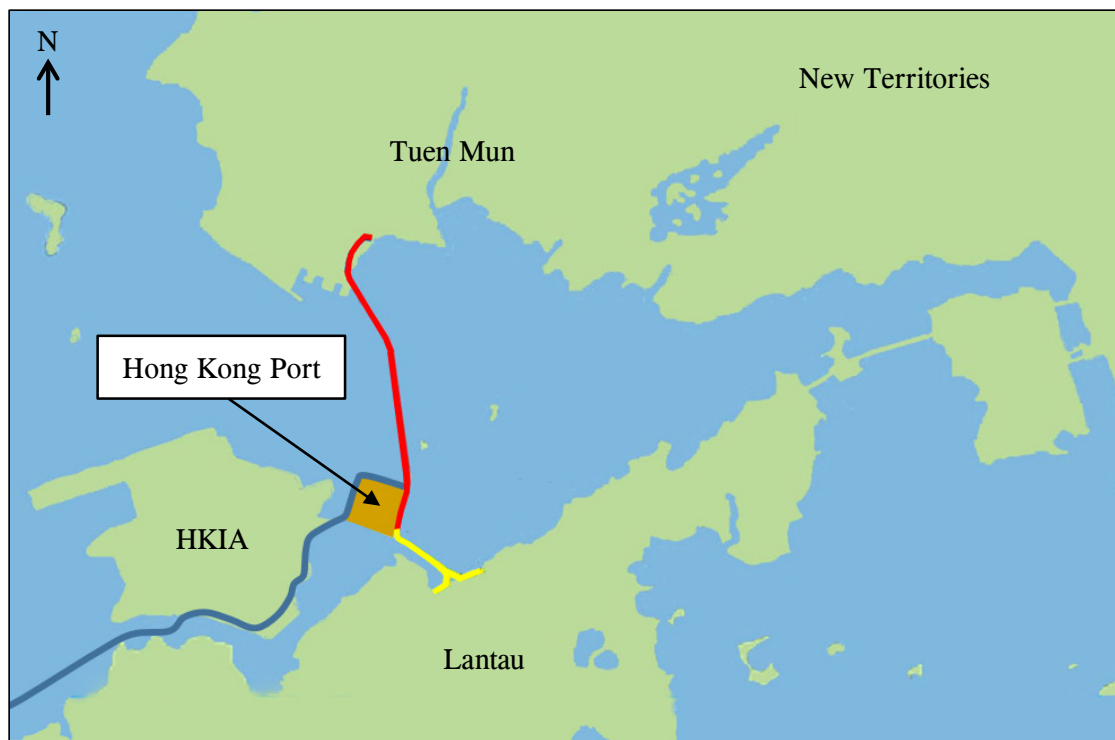 N
New Territories
Tuen Mun
Hong Kong Port
HKIA
Lantau